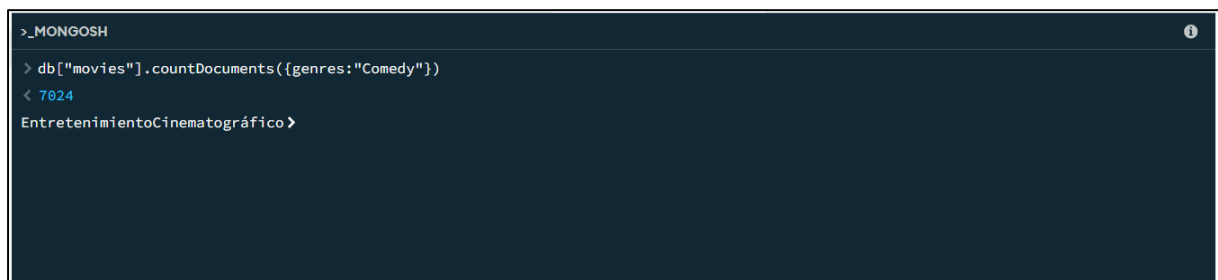 >_MONGOSH
> db["movies"].countDocuments({genres:"Comedy"})
< 7024
EntretenimientoCinematográfico>